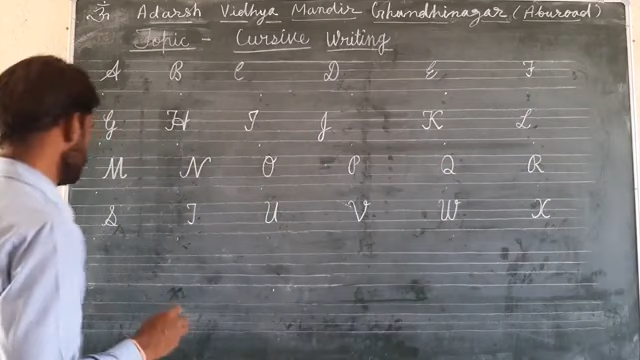 ॐ Adarsh Vidhya Mandir Ghandhinagar (Aburoad)
Topic - Cursive Writing
A B C D E F
G H I J K L
M N O P Q R
S T U V W X